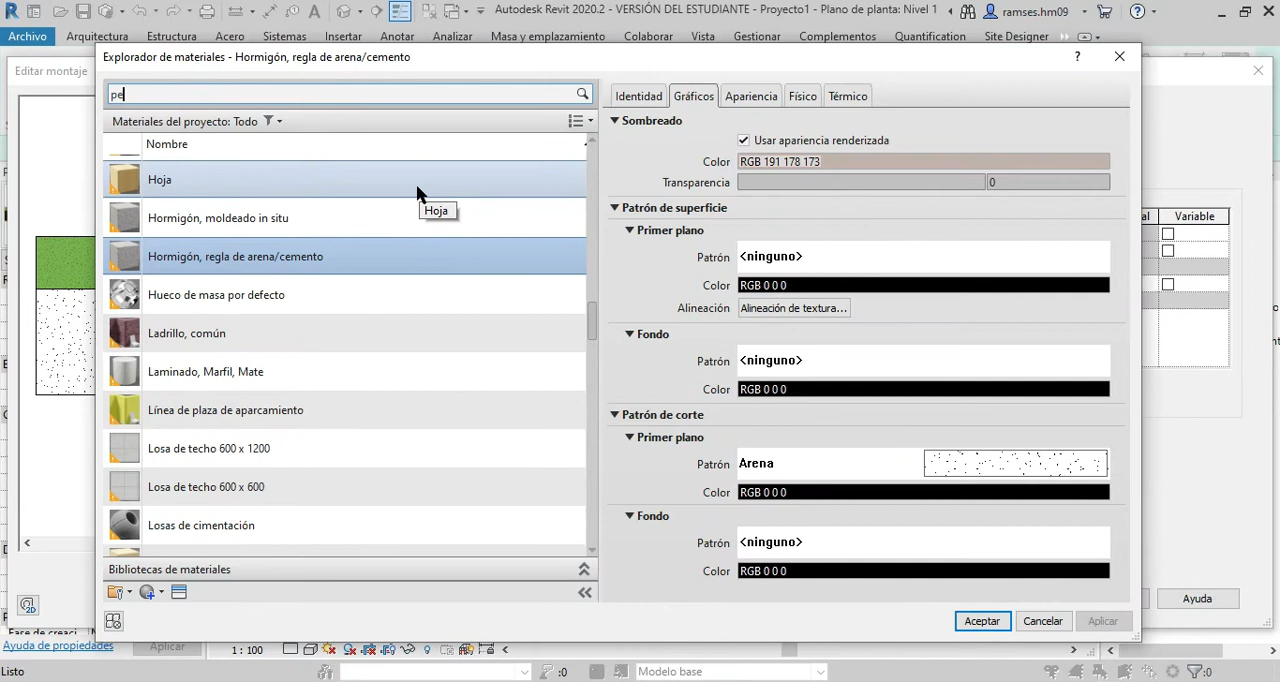 Autodesk Revit 2020.2 - VERSIÓN DEL ESTUDIANTE - Proyecto1 - Plano de planta: Nivel 1
ramses.hm09
Archivo Arquitectura Estructura Acero Sistemas Insertar Anotar Analizar Masa y emplazamiento Colaborar Vista Gestionar Complementos Quantification Site Designer
Editar montaje
Explorador de materiales - Hormigón, regla de arena/cemento
pe
Materiales del proyecto: Todo
Nombre
Hoja
Hoja
Hormigón, moldeado in situ
Hormigón, regla de arena/cemento
Hueco de masa por defecto
Ladrillo, común
Laminado, Marfil, Mate
Línea de plaza de aparcamiento
Losa de techo 600 x 1200
Losa de techo 600 x 600
Losas de cimentación
Bibliotecas de materiales
Identidad Gráficos Apariencia Físico Térmico
Sombreado
Usar apariencia renderizada
Color RGB 191 178 173
Transparencia 0
Patrón de superficie
Primer plano
Patrón <ninguno>
Color RGB 0 0 0
Alineación Alineación de textura...
Fondo
Patrón <ninguno>
Color RGB 0 0 0
Patrón de corte
Primer plano
Patrón Arena
Color RGB 0 0 0
Fondo
Patrón <ninguno>
Color RGB 0 0 0
Aceptar Cancelar Aplicar
Variable
Ayuda
Ayuda de propiedades Aplicar
1 : 100
Listo
:0
Modelo base
:0